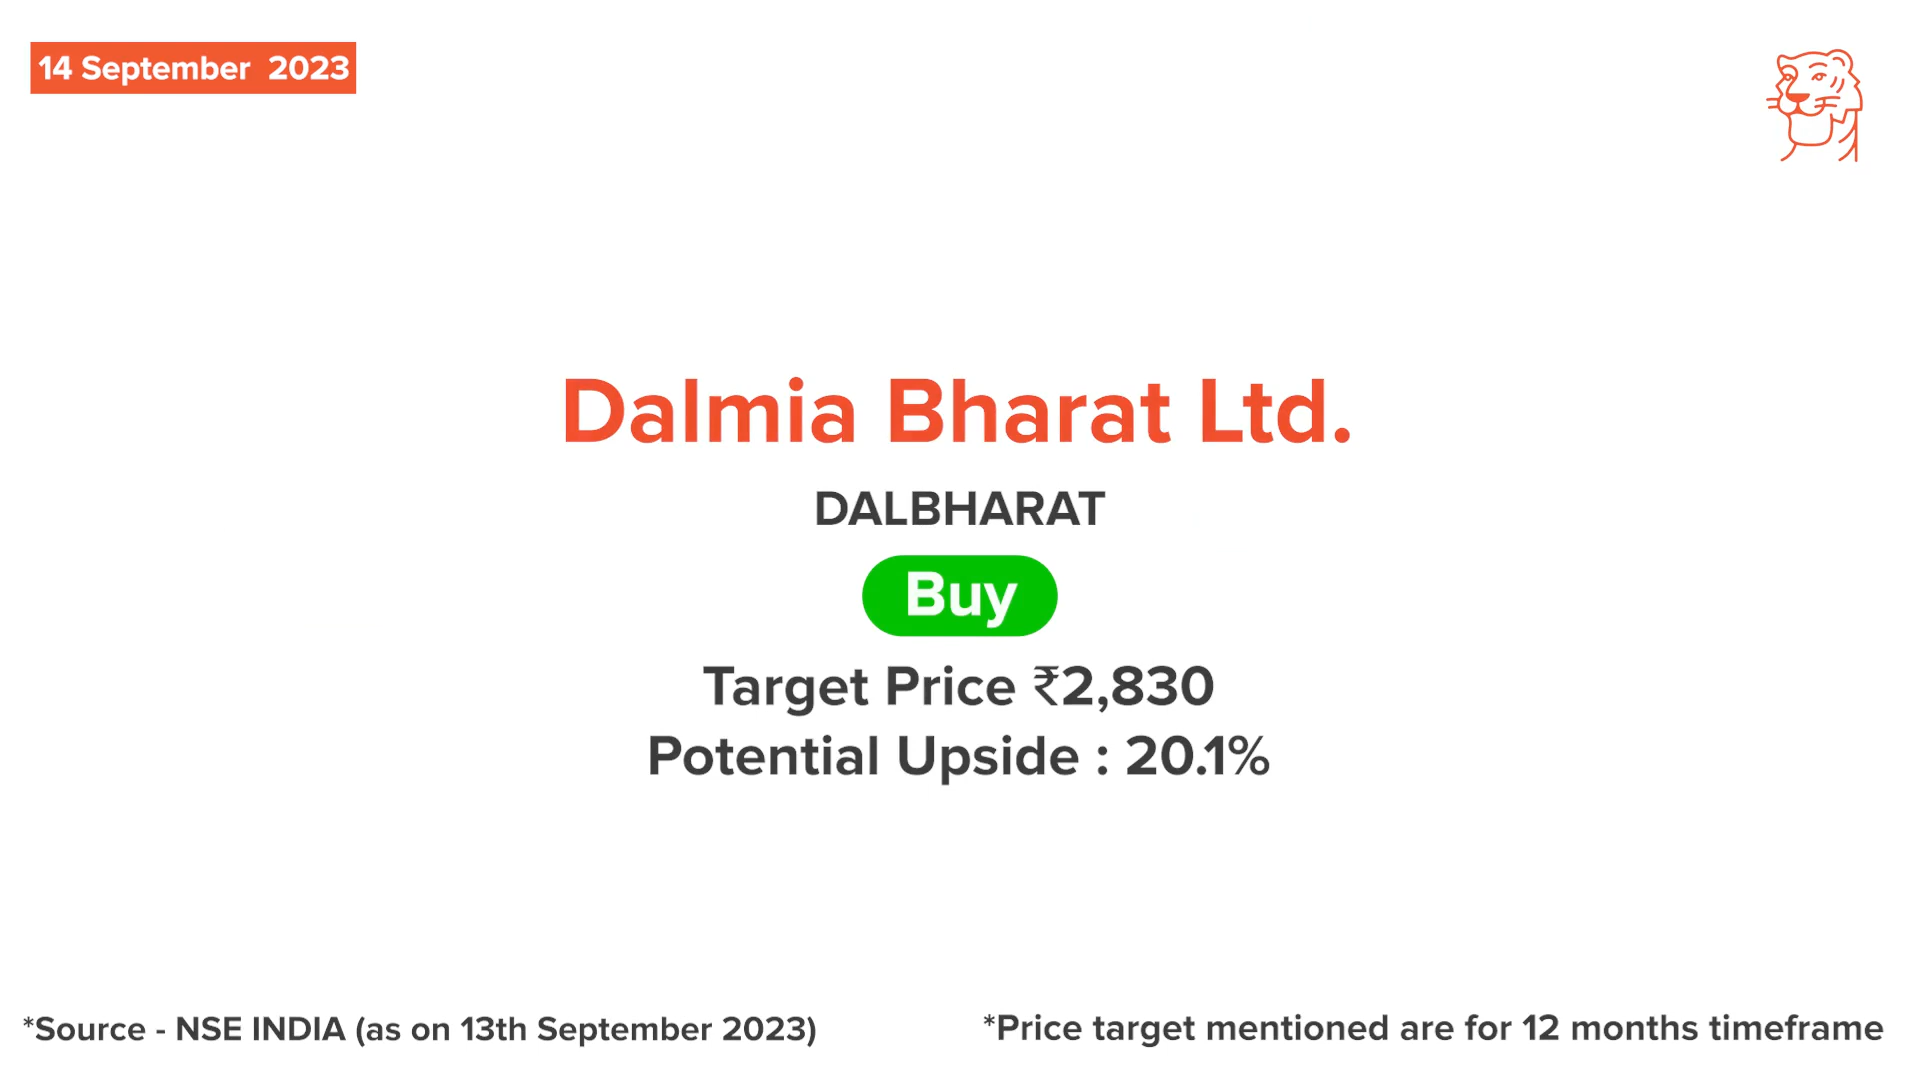 14 September 2023
Dalmia Bharat Ltd.
DALBHARAT
Buy
Target Price ₹2,830
Potential Upside : 20.1%
*Source - NSE INDIA (as on 13th September 2023)
*Price target mentioned are for 12 months timeframe